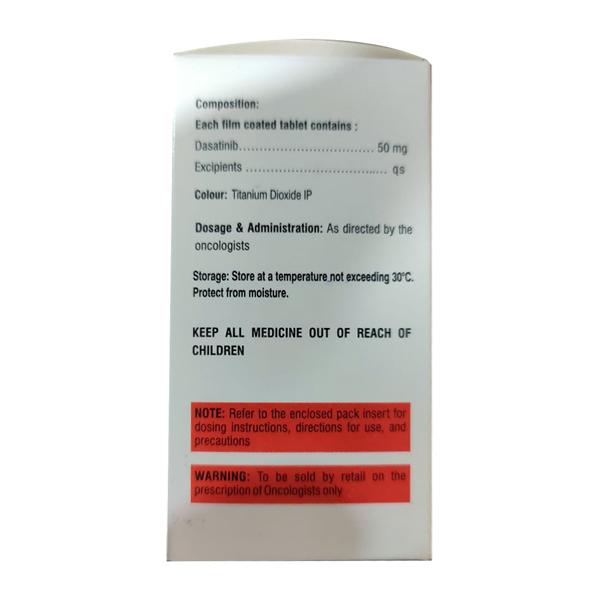 Composition:
Each film coated tablet contains :
Dasatinib................................... 50 mg
Excipients ................................... qs
Colour: Titanium Dioxide IP
Dosage & Administration: As directed by the
oncologists
Storage: Store at a temperature not exceeding 30°C.
Protect from moisture.
KEEP ALL MEDICINE OUT OF REACH OF
CHILDREN
NOTE: Refer to the enclosed pack insert for
dosing instructions, directions for use, and
precautions
WARNING: To be sold by retail on the
prescription of Oncologists only